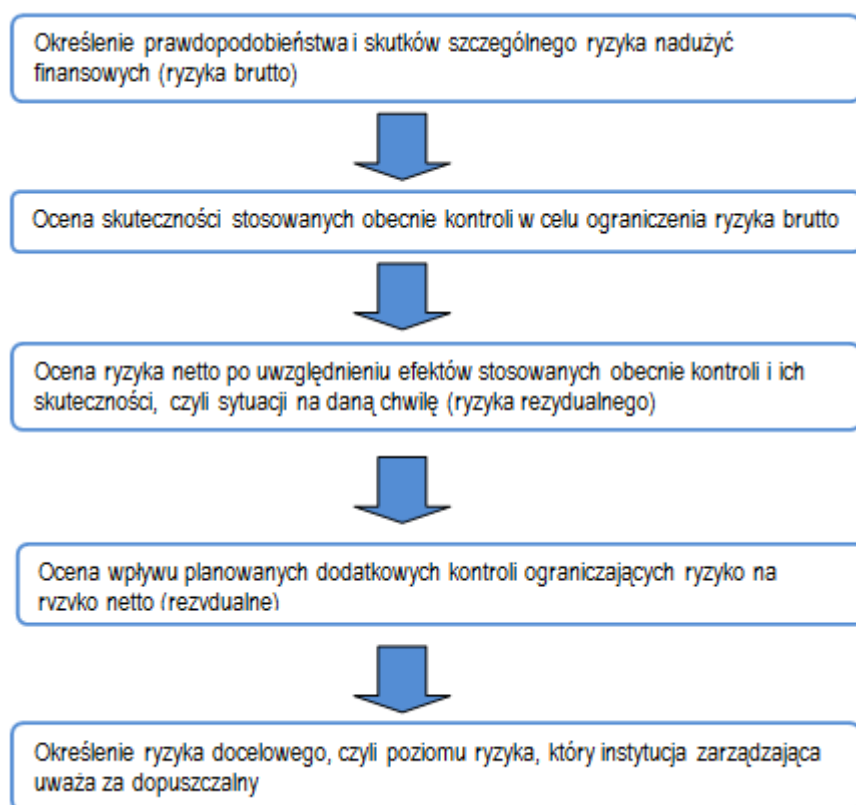 Określenie prawdopodobieństwa i skutków szczególnego ryzyka nadużyć
finansowych (ryzyka brutto)
Ocena skuteczności stosowanych obecnie kontroli w celu ograniczenia ryzyka brutto
Ocena ryzyka netto po uwzględnieniu efektów stosowanych obecnie kontroli i ich
skuteczności, czyli sytuacji na daną chwilę (ryzyka rezydualnego)
Ocena wpływu planowanych dodatkowych kontroli ograniczających ryzyko na
ryzyko netto (rezydualne)
Określenie ryzyka docelowego, czyli poziomu ryzyka, który instytucja zarządzająca
uważa za dopuszczalny